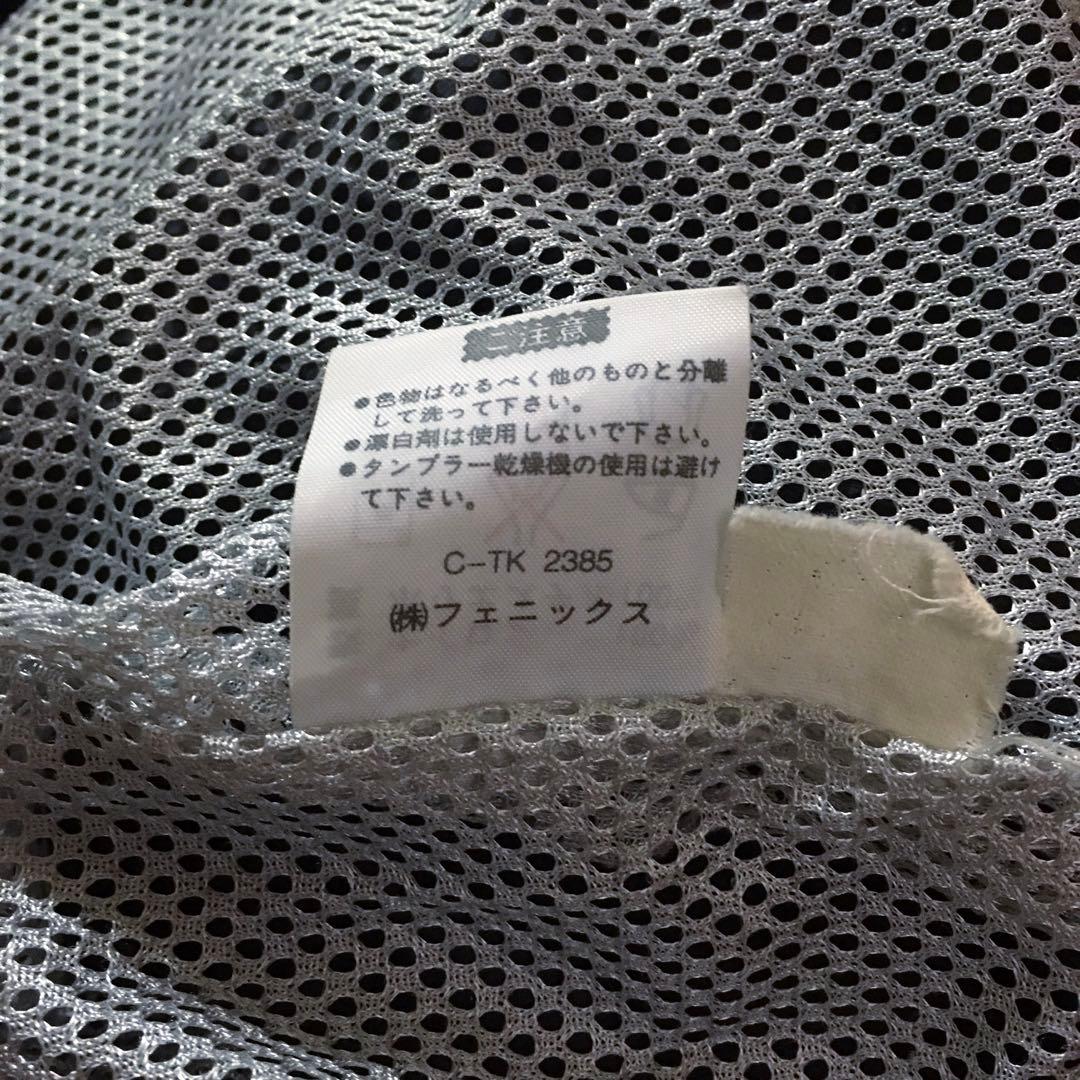 ご注意
●色物はなるべく他のものと分離
して洗って下さい。
●漂白剤は使用しないで下さい。
●タンブラー乾燥機の使用は避け
て下さい。
C-TK 2385
㈱フェニックス